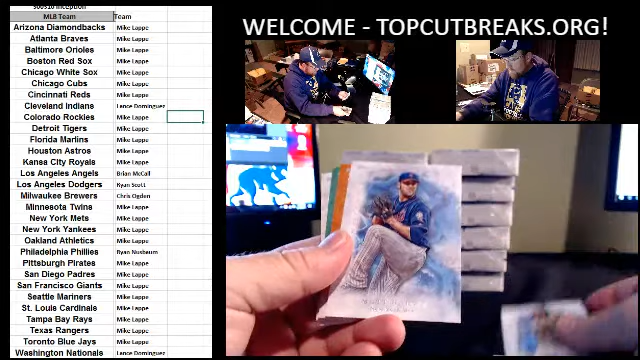 WELCOME - TOPCUTBREAKS.ORG!
MLB Team Team
Arizona Diamondbacks Mike Lappe
Atlanta Braves Mike Lappe
Baltimore Orioles Mike Lappe
Boston Red Sox Mike Lappe
Chicago White Sox Mike Lappe
Chicago Cubs Mike Lappe
Cincinnati Reds Mike Lappe
Cleveland Indians Lance Dominguez
Colorado Rockies Mike Lappe
Detroit Tigers Mike Lappe
Florida Marlins Mike Lappe
Houston Astros Mike Lappe
Kansa City Royals Mike Lappe
Los Angeles Angels Brian McCall
Los Angeles Dodgers Ryan Scott
Milwaukee Brewers Chris Ogden
Minnesota Twins Mike Lappe
New York Mets Mike Lappe
New York Yankees Mike Lappe
Oakland Athletics Mike Lappe
Philadelphia Phillies Ryan Nusbaum
Pittsburgh Pirates Mike Lappe
San Diego Padres Mike Lappe
San Francisco Giants Mike Lappe
Seattle Mariners Mike Lappe
St. Louis Cardinals Mike Lappe
Tampa Bay Rays Mike Lappe
Texas Rangers Mike Lappe
Toronto Blue Jays Mike Lappe
Washington Nationals Lance Dominguez